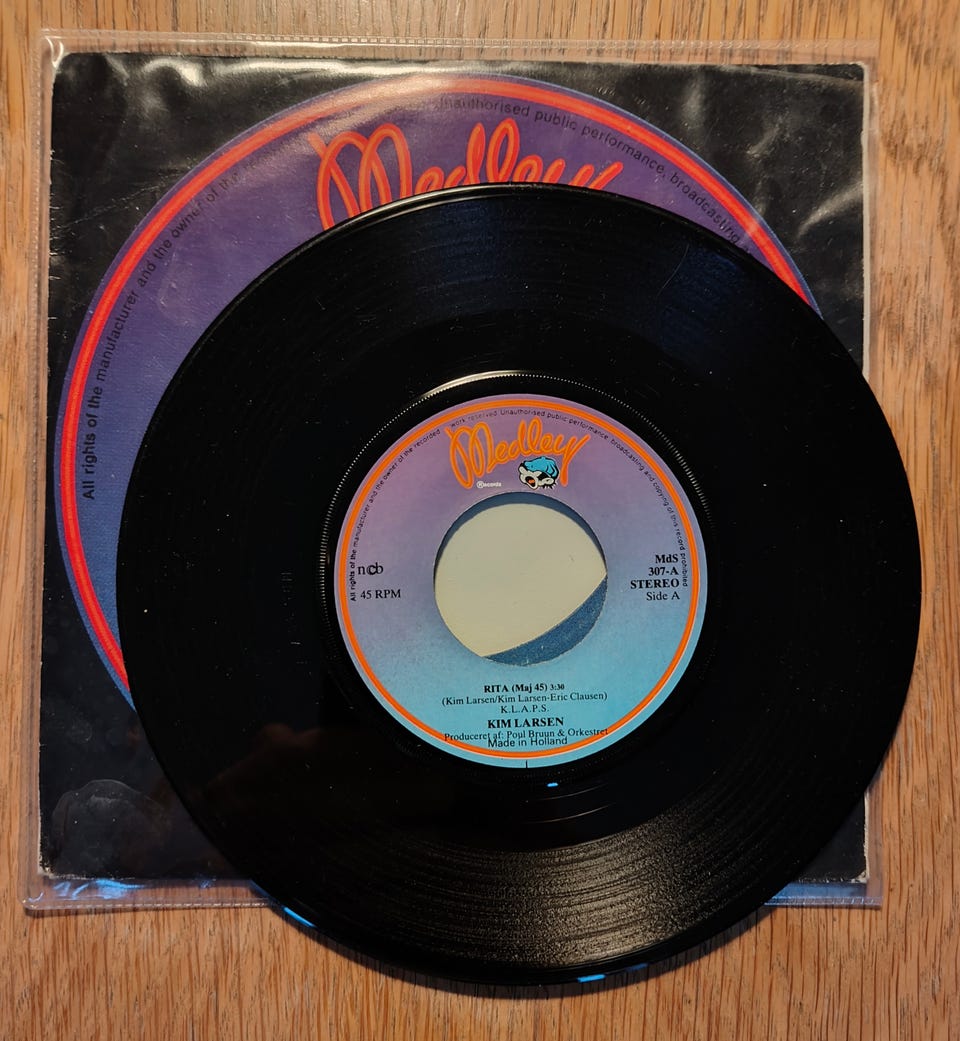 Medley
All rights of the manufacturer and the owner of the
Unauthorised public performance, broadcasting
All rights of the manufacturer and the owner of the recorded work reserved. Unauthorised public performance, broadcasting and copying of this record prohibited
Medley
Records
ncb
45 RPM
MdS
307-A
STEREO
Side A
RITA (Maj 45) 3:30
(Kim Larsen/Kim Larsen-Eric Clausen)
K.L.A.P.S.
KIM LARSEN
Produceret af: Poul Bruun & Orkestret
Made in Holland